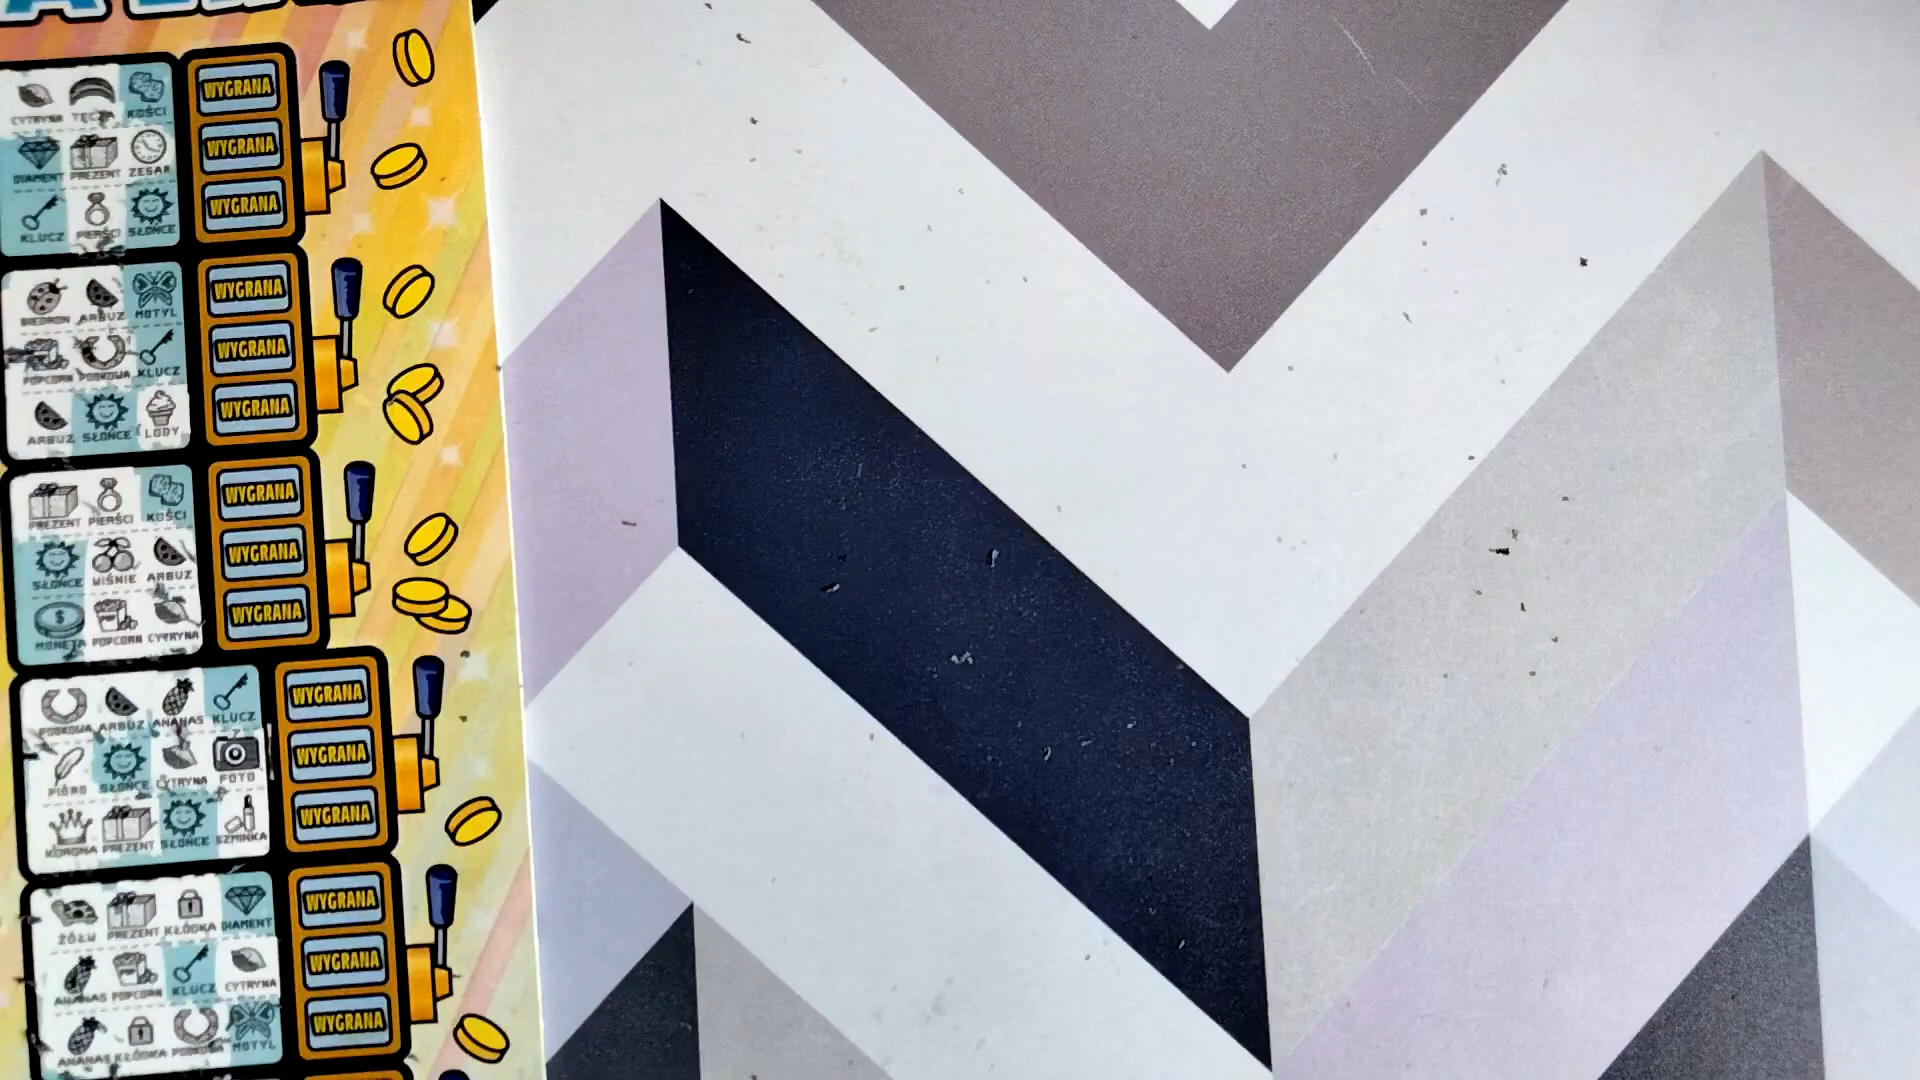 CYTRYNA TĘCZA KOŚCI WYGRANA
DIAMENT PREZENT ZEGAR WYGRANA
KLUCZ PIERŚCI SŁOŃCE WYGRANA
BIEDRON ARBUZ MOTYL WYGRANA
POPCORN PODKOWA KLUCZ WYGRANA
ARBUZ SŁOŃCE LODY WYGRANA
PREZENT PIERŚCI KOŚCI WYGRANA
SŁOŃCE WIŚNIE ARBUZ WYGRANA
MONETA POPCORN CYTRYNA WYGRANA
PODKOWA ARBUZ ANANAS KLUCZ WYGRANA
PIÓRO SŁOŃCE CYTRYNA FOTO WYGRANA
KORONA PREZENT SŁOŃCE SZMINKA WYGRANA
ŻÓŁW PREZENT KŁÓDKA DIAMENT WYGRANA
ANANAS POPCORN KLUCZ CYTRYNA WYGRANA
ANANAS KŁÓDKA PODKOWA MOTYL WYGRANA